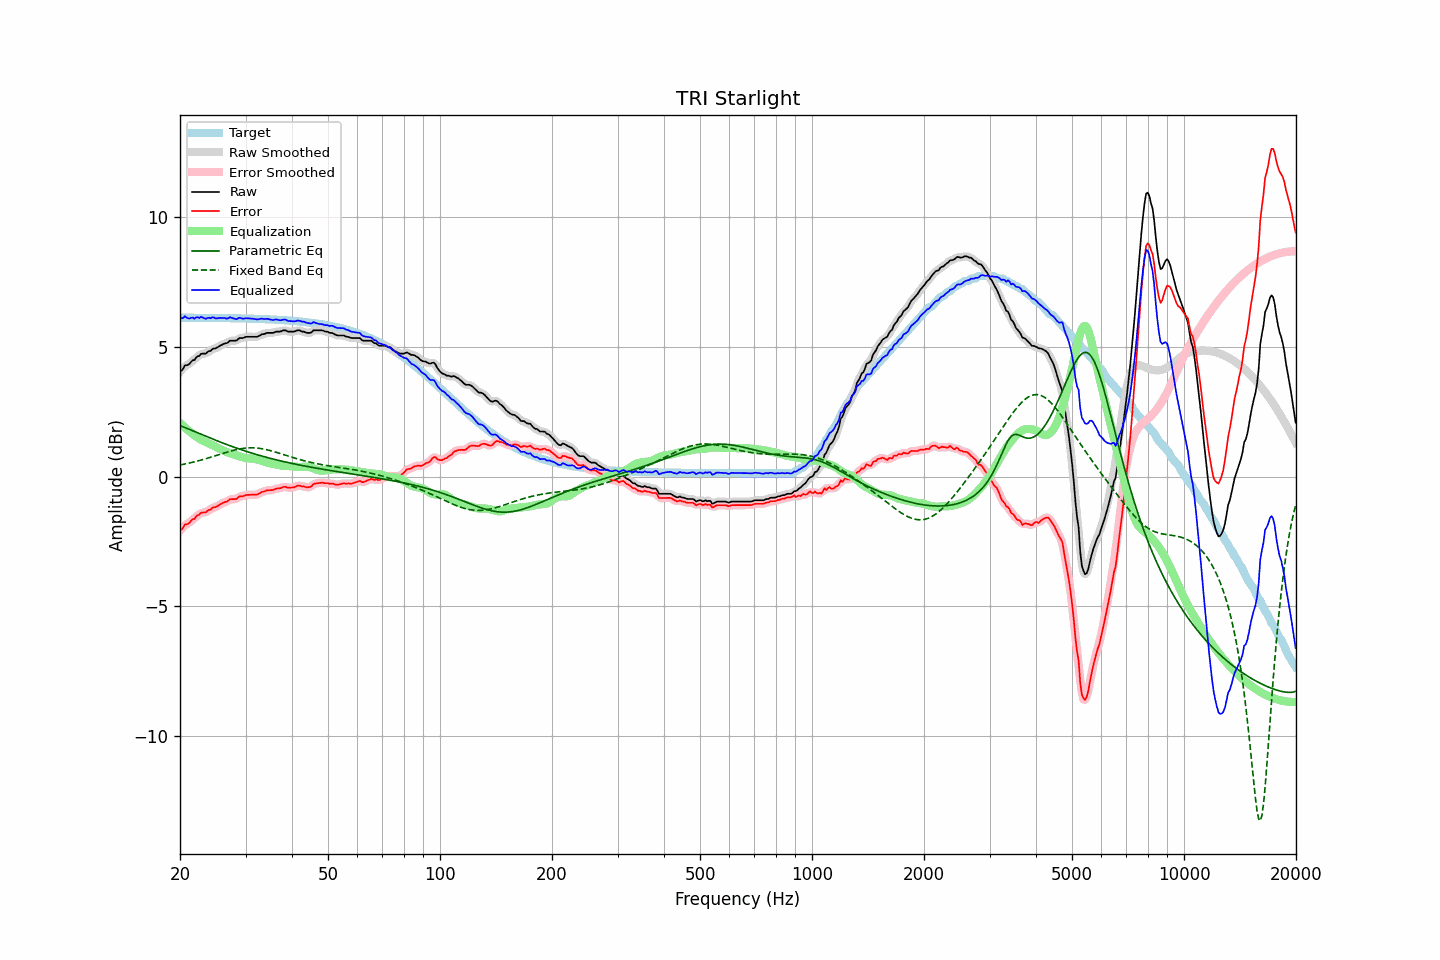 TRI Starlight
Target
Raw Smoothed
Error Smoothed
Raw
Error
Equalization
Parametric Eq
Fixed Band Eq
Equalized
10
5
0
−5
−10
Amplitude (dBr)
20 50 100 200 500 1000 2000 5000 10000 20000
Frequency (Hz)